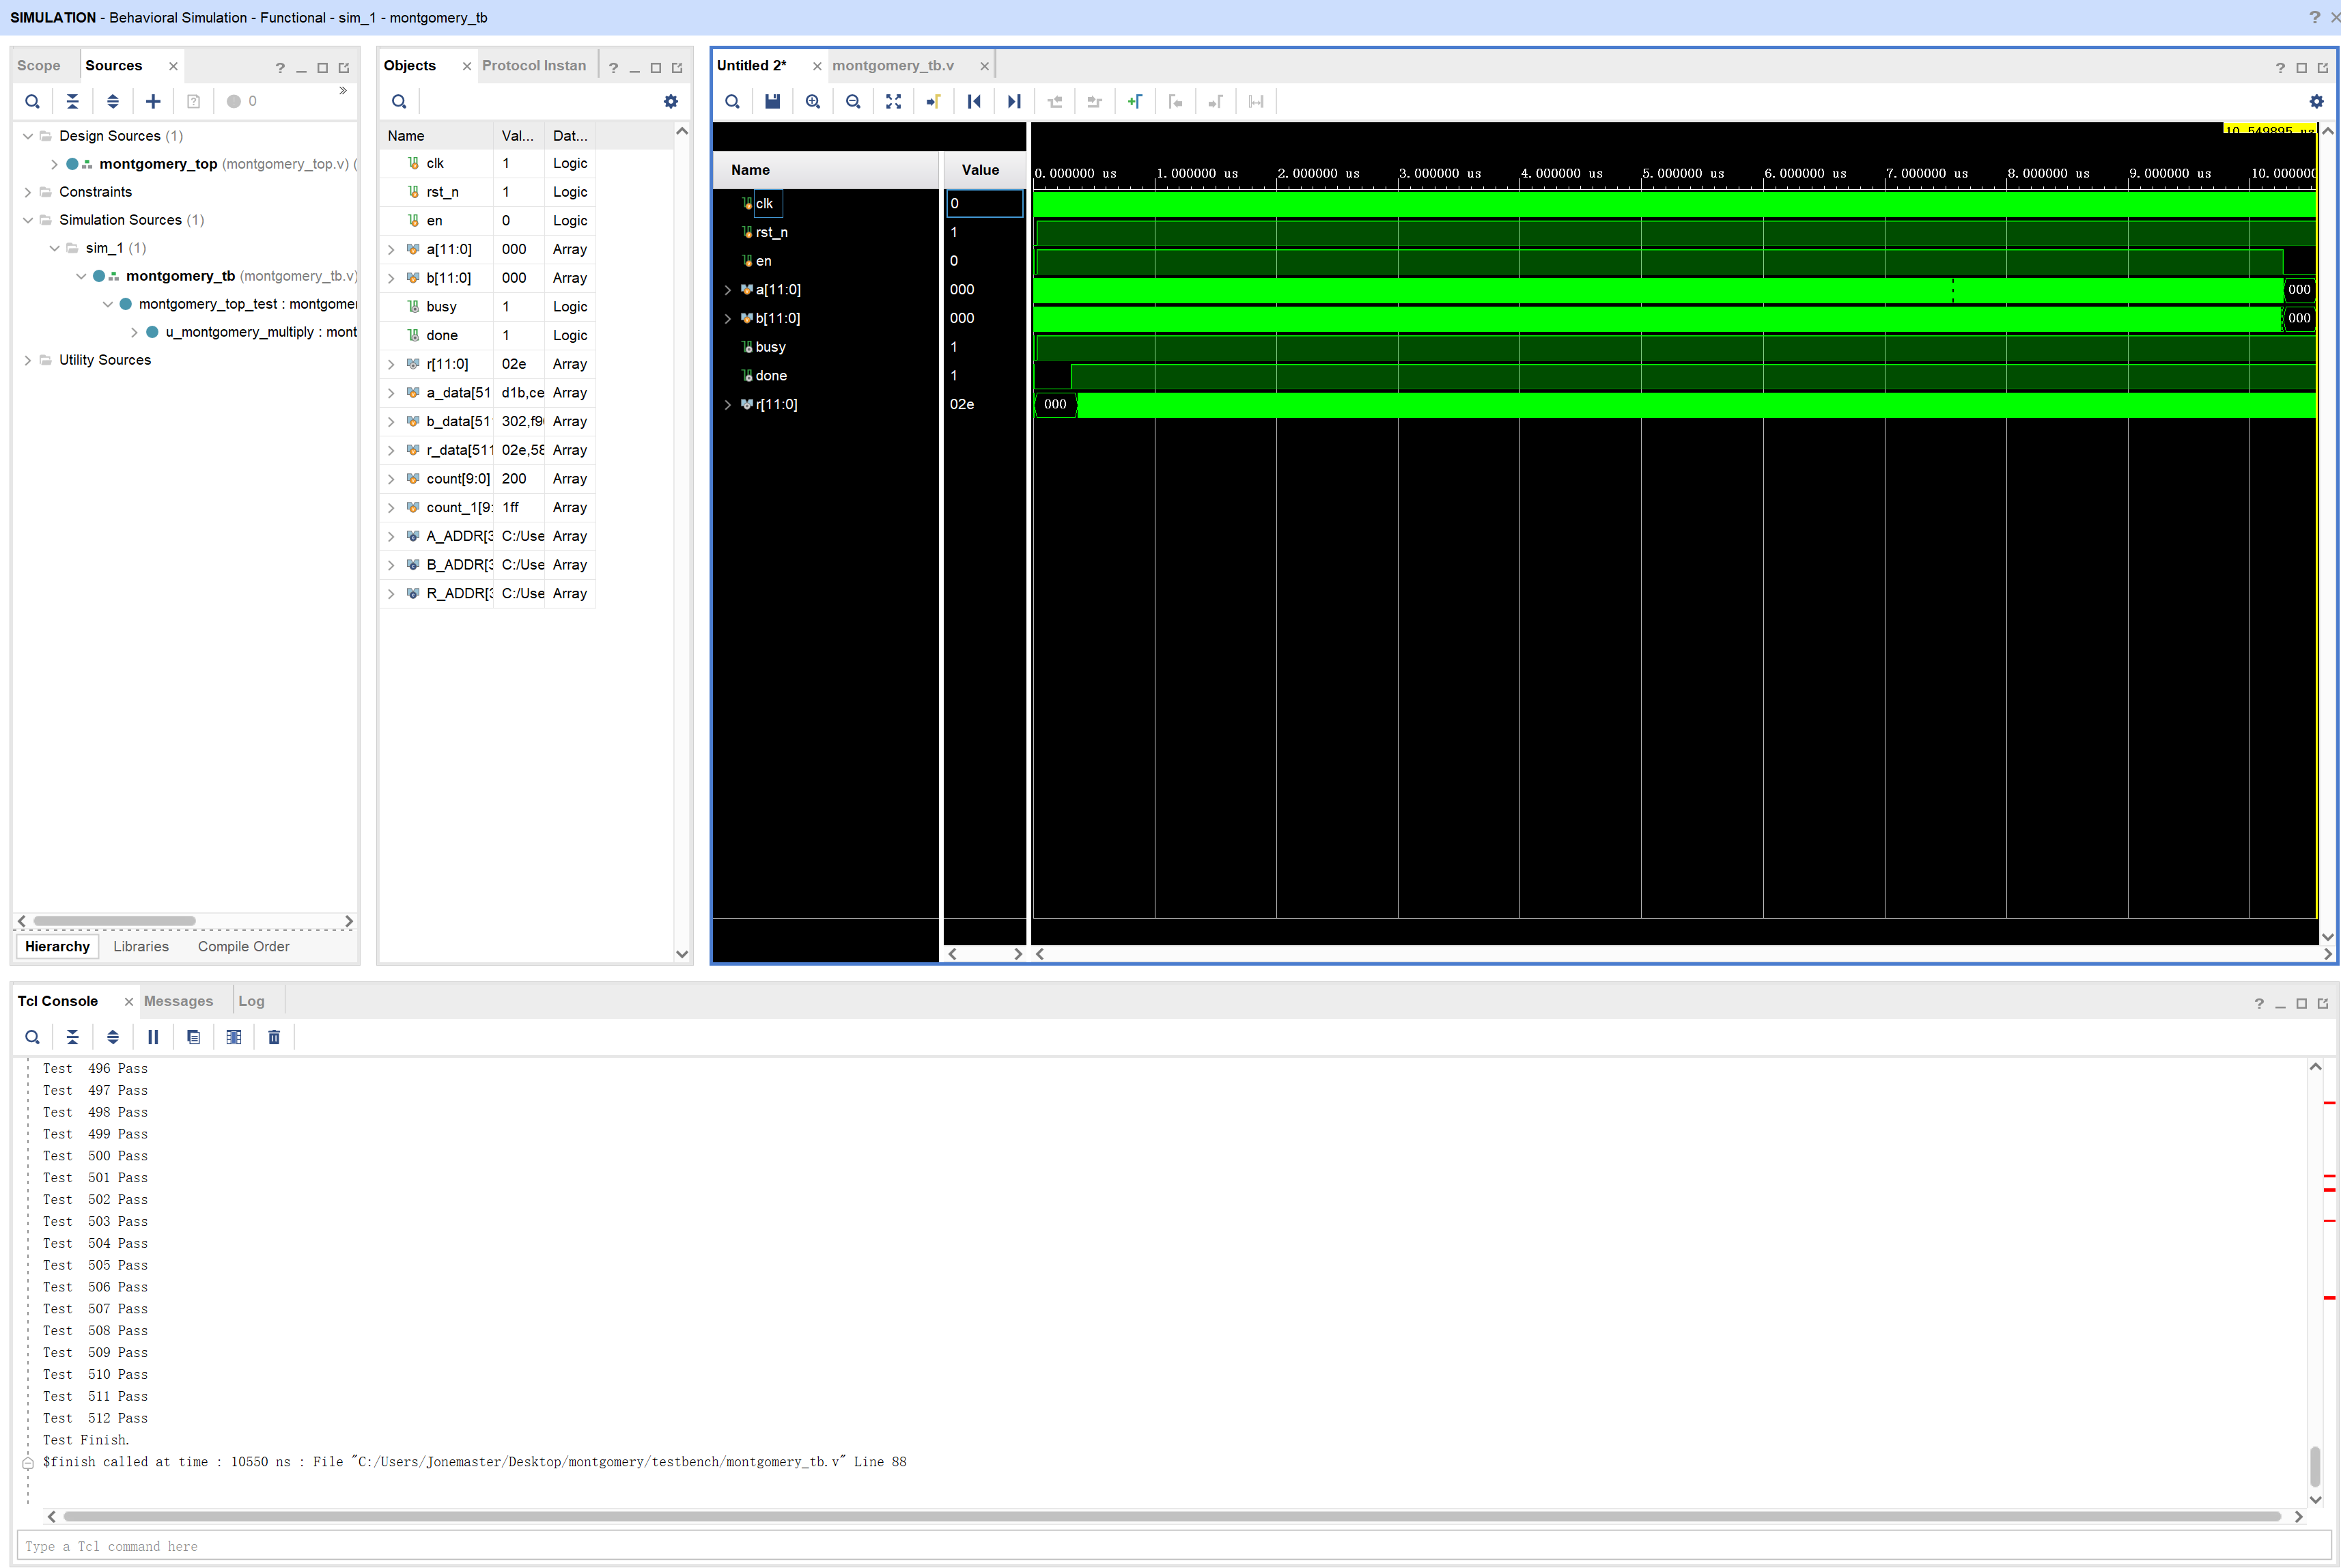 SIMULATION - Behavioral Simulation - Functional - sim_1 - montgomery_tb
Scope Sources
0
Design Sources (1)
montgomery_top (montgomery_top.v) (
Constraints
Simulation Sources (1)
sim_1 (1)
montgomery_tb (montgomery_tb.v)
montgomery_top_test : montgomer
u_montgomery_multiply : mont
Utility Sources
Hierarchy Libraries Compile Order
Objects Protocol Instan
Name Val... Dat...
clk 1 Logic
rst_n 1 Logic
en 0 Logic
a[11:0] 000 Array
b[11:0] 000 Array
busy 1 Logic
done 1 Logic
r[11:0] 02e Array
a_data[51 d1b,ce Array
b_data[51 302,f9 Array
r_data[511 02e,58 Array
count[9:0] 200 Array
count_1[9: 1ff Array
A_ADDR[3 C:/Use Array
B_ADDR[3 C:/Use Array
R_ADDR[3 C:/Use Array
Untitled 2* montgomery_tb.v
10.549895 us
Name Value
0.000000 us 1.000000 us 2.000000 us 3.000000 us 4.000000 us 5.000000 us 6.000000 us 7.000000 us 8.000000 us 9.000000 us 10.000000
clk 0
rst_n 1
en 0
a[11:0] 000 000
b[11:0] 000 000
busy 1
done 1
r[11:0] 02e 000
Tcl Console Messages Log
Test 496 Pass
Test 497 Pass
Test 498 Pass
Test 499 Pass
Test 500 Pass
Test 501 Pass
Test 502 Pass
Test 503 Pass
Test 504 Pass
Test 505 Pass
Test 506 Pass
Test 507 Pass
Test 508 Pass
Test 509 Pass
Test 510 Pass
Test 511 Pass
Test 512 Pass
Test Finish.
$finish called at time : 10550 ns : File "C:/Users/Jonemaster/Desktop/montgomery/testbench/montgomery_tb.v" Line 88
Type a Tcl command here